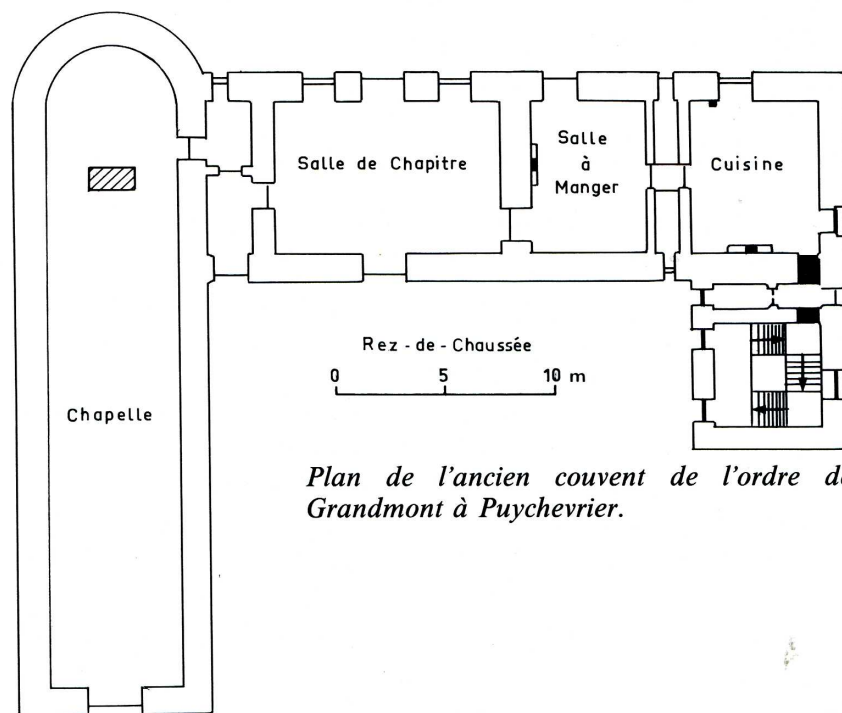 Salle de Chapitre
Salle
à
Manger
Cuisine
Rez-de-Chaussée
0 5 10 m
Chapelle
Plan de l'ancien couvent de l'ordre de
Grandmont à Puychevrier.